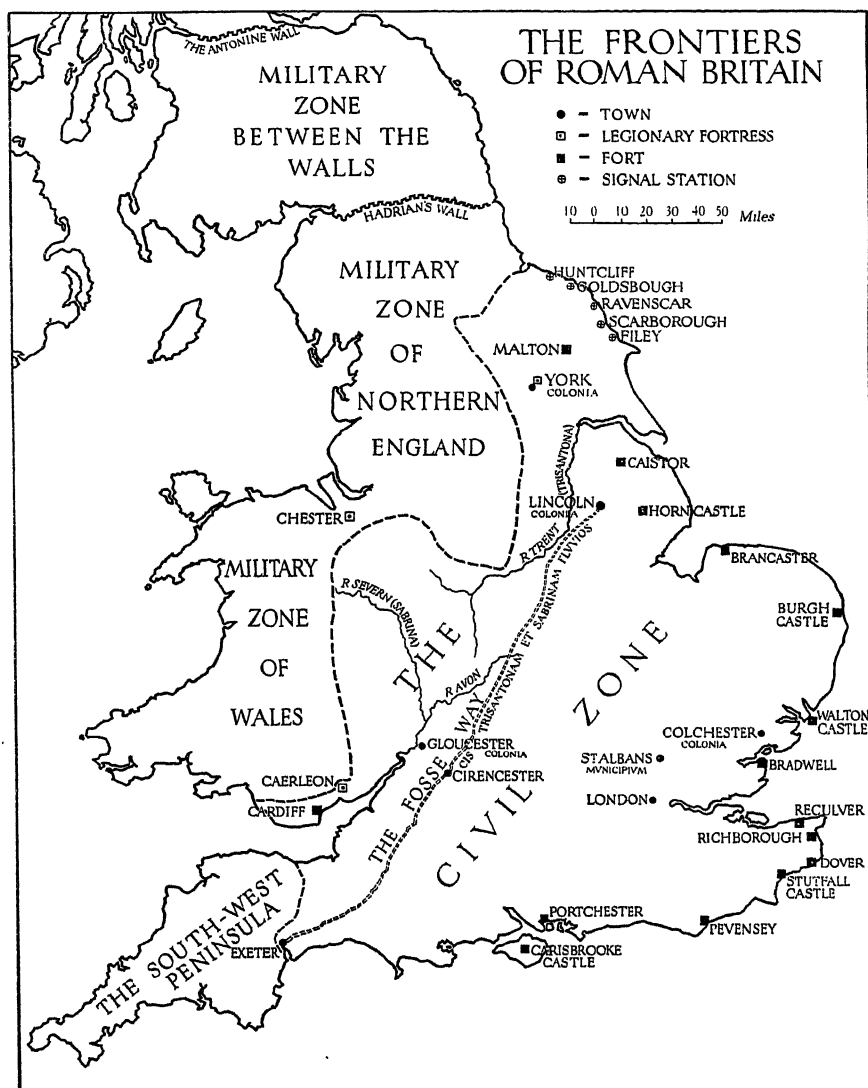 THE FRONTIERS
OF ROMAN BRITAIN
- TOWN
- LEGIONARY FORTRESS
- FORT
- SIGNAL STATION
10 0 10 20 30 40 50 Miles
THE ANTONINE WALL
MILITARY
ZONE
BETWEEN THE
WALLS
HADRIAN'S WALL
MILITARY
ZONE
OF
NORTHERN
ENGLAND
HUNTCLIFF
GOLDSBOUGH
RAVENSCAR
SCARBOROUGH
FILEY
MALTON
YORK
COLONIA
(TRISANTONA)
CAISTOR
LINCOLN
COLONIA
HORNCASTLE
CHESTER
R TRENT
BRANCASTER
MILITARY
ZONE
OF
WALES
R SEVERN (SABRINA)
BURGH
CASTLE
THE
CIVIL
ZONE
R AVON
THE FOSSE WAY
CIS TRISANTONAM ET SABRINAM FLVVIOS
WALTON
CASTLE
COLCHESTER
COLONIA
GLOUCESTER
COLONIA
ST ALBANS
MVNICIPIVM
BRADWELL
CIRENCESTER
CAERLEON
LONDON
CARDIFF
RECULVER
RICHBOROUGH
DOVER
STUTFALL
CASTLE
THE SOUTH-WEST
PENINSULA
EXETER
PORTCHESTER
PEVENSEY
CARISBROOKE
CASTLE